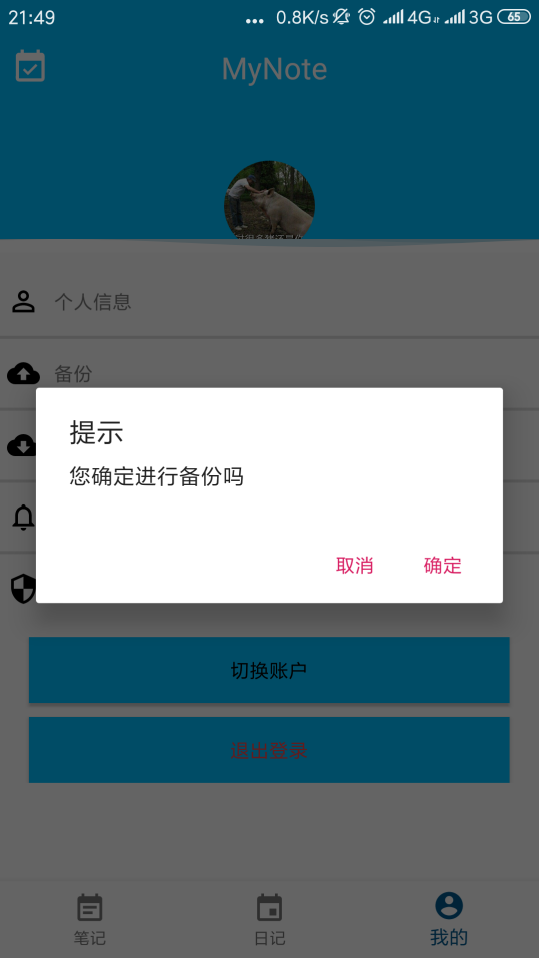 21:49
... 0.8K/s 4G 3G 65
MyNote
个人信息
备份
提示
您确定进行备份吗
取消
确定
切换账户
退出登录
笔记
日记
我的